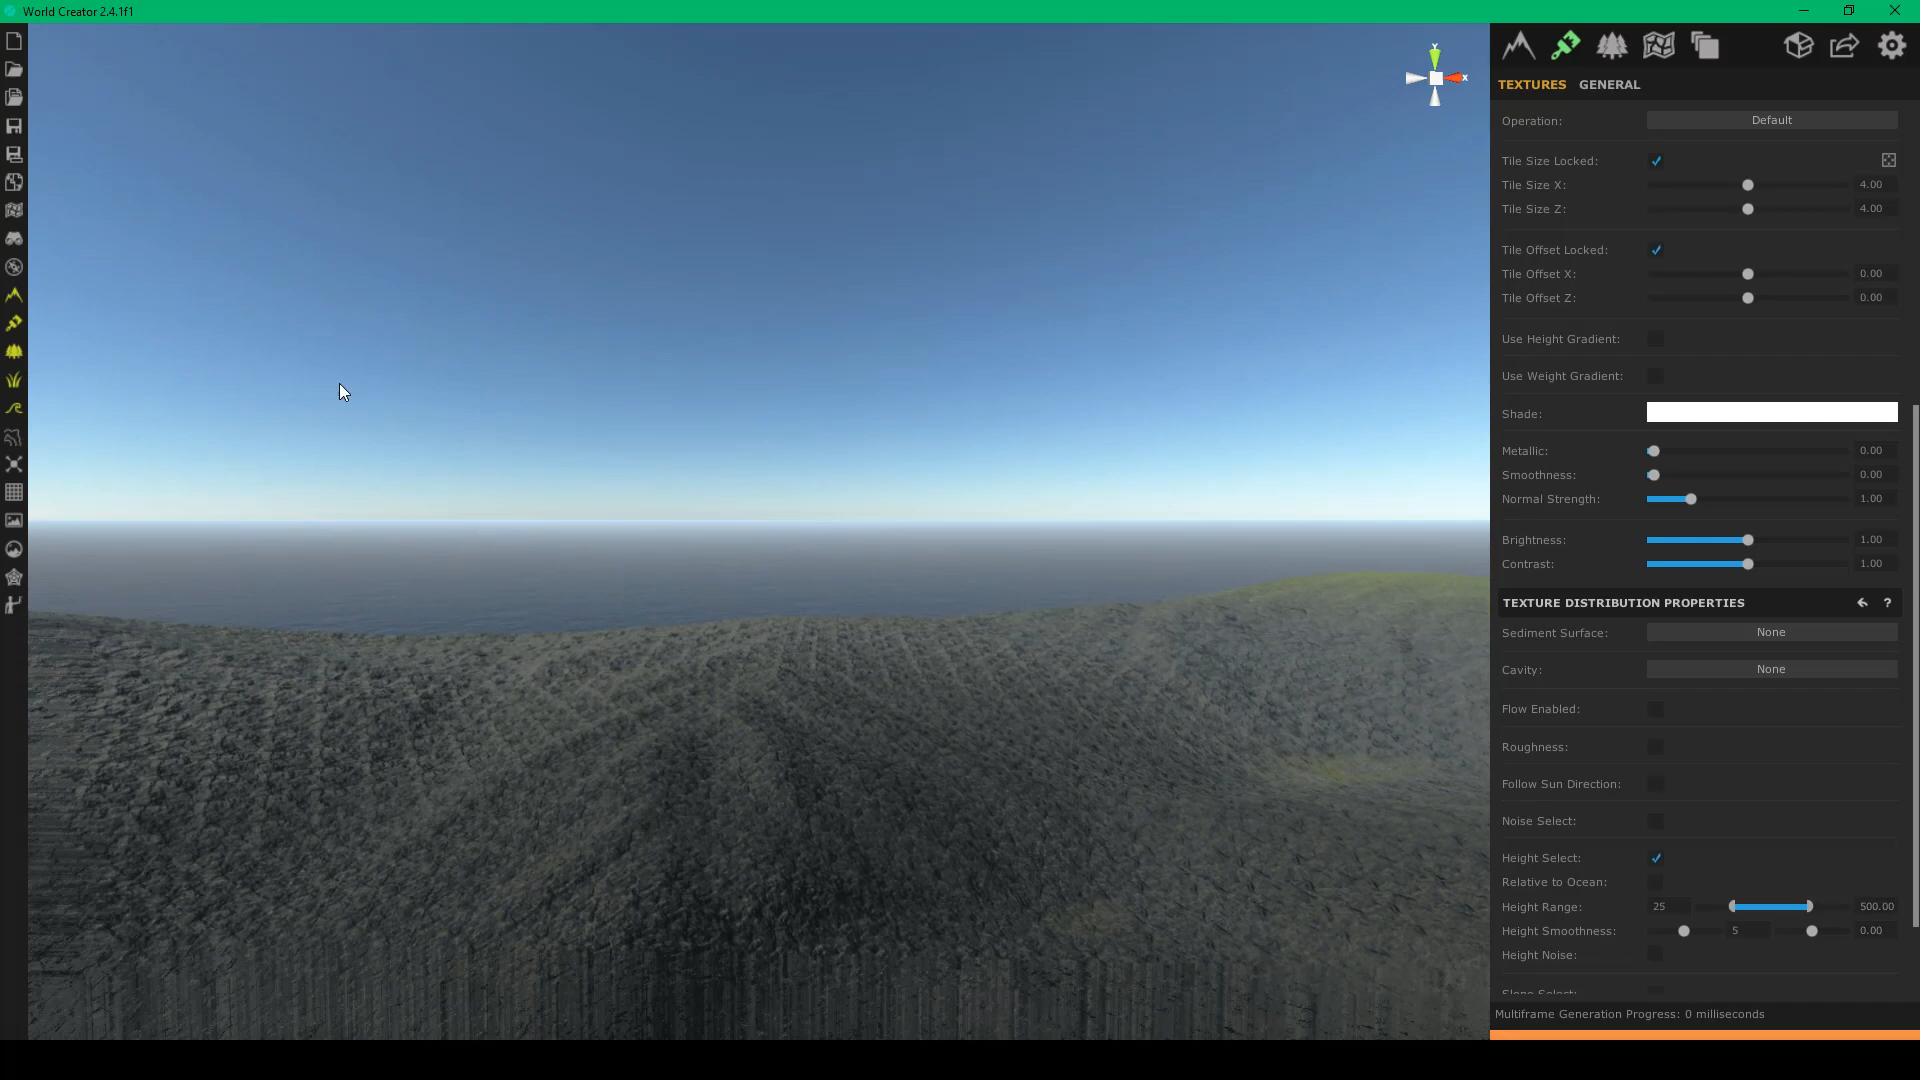 World Creator 2.4.1f1
Y
X
TEXTURES GENERAL
Operation: Default
Tile Size Locked:
Tile Size X: 4.00
Tile Size Z: 4.00
Tile Offset Locked:
Tile Offset X: 0.00
Tile Offset Z: 0.00
Use Height Gradient:
Use Weight Gradient:
Shade:
Metallic: 0.00
Smoothness: 0.00
Normal Strength: 1.00
Brightness: 1.00
Contrast: 1.00
TEXTURE DISTRIBUTION PROPERTIES ?
Sediment Surface: None
Cavity: None
Flow Enabled:
Roughness:
Follow Sun Direction:
Noise Select:
Height Select:
Relative to Ocean:
Height Range: 25 500.00
Height Smoothness: 5 0.00
Height Noise:
Slope Select:
Multiframe Generation Progress: 0 milliseconds